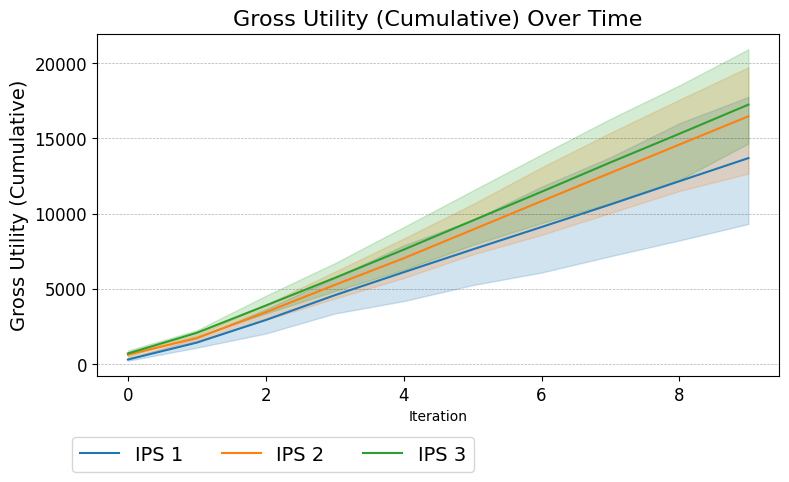 Gross Utility (Cumulative) Over Time
Gross Utility (Cumulative)
20000
15000
10000
5000
0
0 2 4 6 8
Iteration
IPS 1 IPS 2 IPS 3